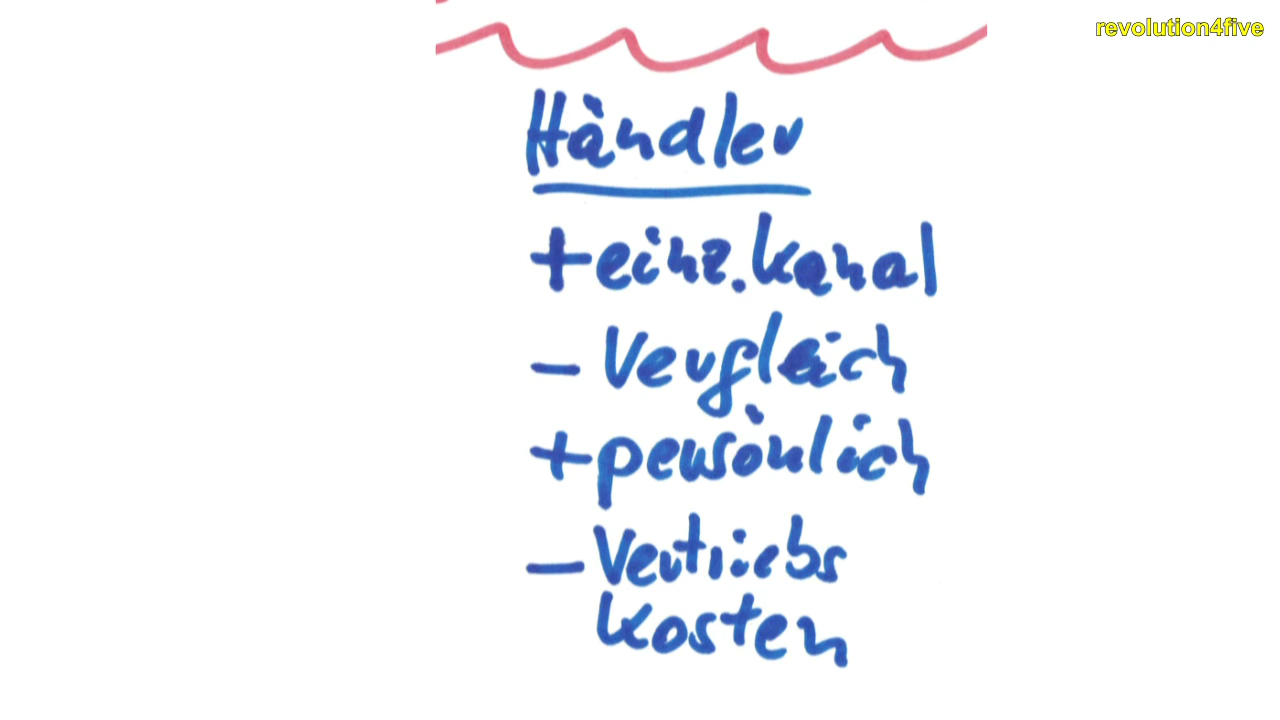 revolution4five
Händler
+ einz. Kanal
- Vergleich
+ persönlich
- Vertriebs
Kosten